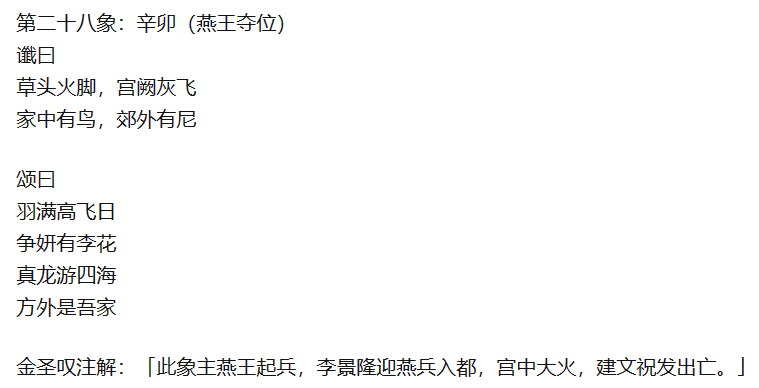 第二十八象：辛卯（燕王夺位）
谶曰
草头火脚，宫阙灰飞
家中有鸟，郊外有尼
颂曰
羽满高飞日
争妍有李花
真龙游四海
方外是吾家
金圣叹注解：「此象主燕王起兵，李景隆迎燕兵入都，宫中大火，建文祝发出亡。」